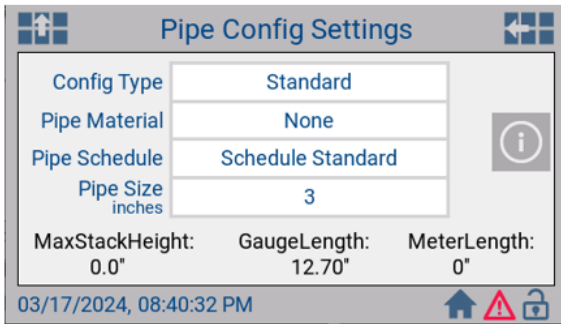 Pipe Config Settings
Config Type Standard
Pipe Material None
Pipe Schedule Schedule Standard
Pipe Size 3
inches
MaxStackHeight: GaugeLength: MeterLength:
0.0" 12.70" 0"
03/17/2024, 08:40:32 PM